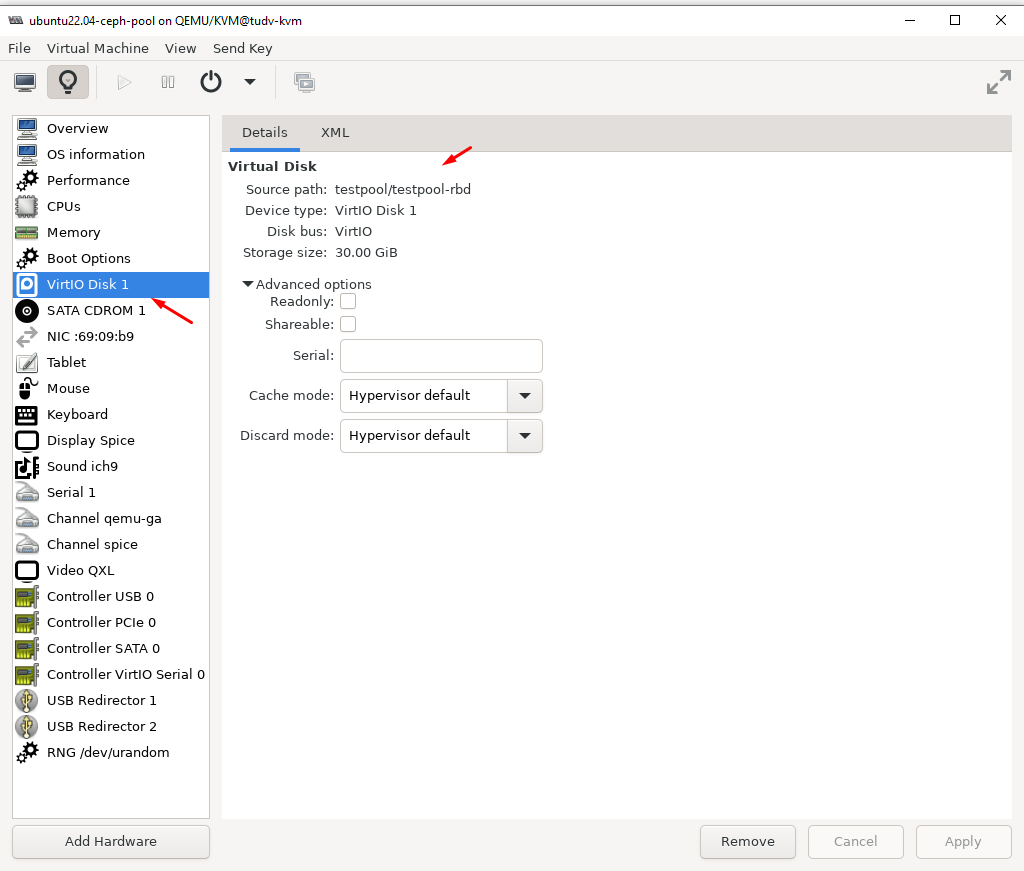 ubuntu22.04-ceph-pool on QEMU/KVM@tudv-kvm
File Virtual Machine View Send Key
Overview
OS information
Performance
CPUs
Memory
Boot Options
VirtIO Disk 1
SATA CDROM 1
NIC :69:09:b9
Tablet
Mouse
Keyboard
Display Spice
Sound ich9
Serial 1
Channel qemu-ga
Channel spice
Video QXL
Controller USB 0
Controller PCIe 0
Controller SATA 0
Controller VirtIO Serial 0
USB Redirector 1
USB Redirector 2
RNG /dev/urandom
Add Hardware
Details XML
Virtual Disk
Source path: testpool/testpool-rbd
Device type: VirtIO Disk 1
Disk bus: VirtIO
Storage size: 30.00 GiB
Advanced options
Readonly:
Shareable:
Serial:
Cache mode: Hypervisor default
Discard mode: Hypervisor default
Remove Cancel Apply